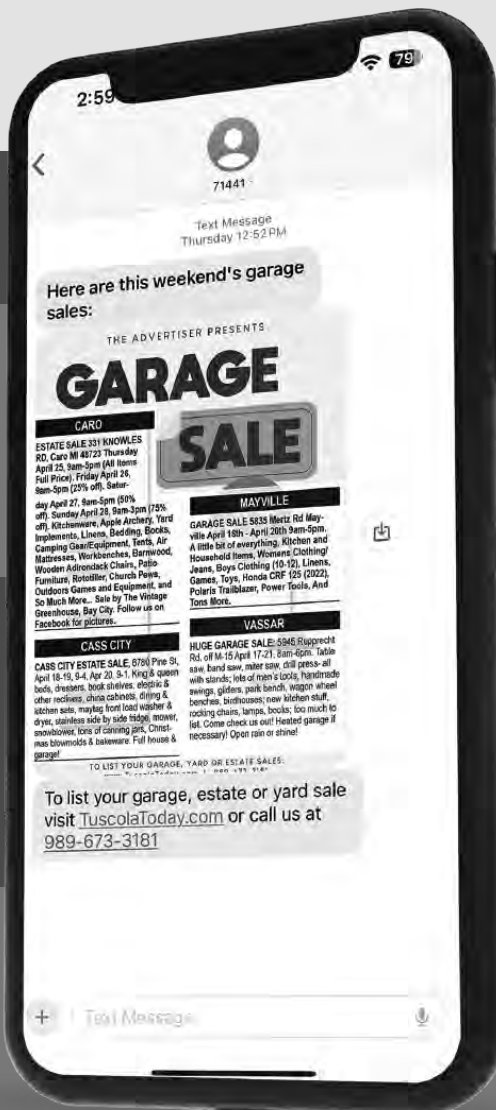 2:59
79
71441
Text Message
Thursday 12:52 PM
Here are this weekend's garage
sales:
THE ADVERTISER PRESENTS
GARAGE
SALE
CARO
ESTATE SALE 331 KNOWLES
RD, Caro MI 48723 Thursday
April 25, 9am-5pm (All Items
Full Price). Friday April 26,
9am-5pm (25% off). Satur-
day April 27, 9am-5pm (50%
off). Sunday April 28, 9am-3pm (75%
off). Kitchenware, Apple Archery, Yard
Implements, Linens, Bedding, Books,
Camping Gear/Equipment, Tents, Air
Mattresses, Workbenches, Barnwood,
Wooden Adirondack Chairs, Patio
Furniture, Rototiller, Church Pews,
Outdoors Games and Equipment, and
So Much More... Sale by The Vintage
Greenhouse, Bay City. Follow us on
Facebook for pictures.
CASS CITY
CASS CITY ESTATE SALE, 6780 Pine St,
April 18-19, 9-4, Apr 20, 9-1. King & queen
beds, dressers, book shelves, electric &
other recliners, china cabinets, dining &
kitchen sets, maytag front load washer &
dryer, stainless side by side fridge, mower,
snowblower, tons of canning jars, Christ-
mas blowmolds & bakeware. Full house &
garage!
MAYVILLE
GARAGE SALE 5835 Mertz Rd May-
ville April 18th - April 20th 9am-5pm.
A little bit of everything, Kitchen and
Household Items, Womens Clothing/
Jeans, Boys Clothing (10-12), Linens,
Games, Toys, Honda CRF 125 (2022),
Polaris Trailblazer, Power Tools, And
Tons More.
VASSAR
HUGE GARAGE SALE: 5946 Rupprecht
Rd. off M-15 April 17-21, 8am-6pm. Table
saw, band saw, miter saw, drill press- all
with stands; lots of men's tools, handmade
swings, gliders, park bench, wagon wheel
benches, birdhouses; new kitchen stuff,
rocking chairs, lamps, books; too much to
list. Come check us out! Heated garage if
necessary! Open rain or shine!
TO LIST YOUR GARAGE, YARD OR ESTATE SALES:
To list your garage, estate or yard sale
visit TuscolaToday.com or call us at
989-673-3181
Text Message